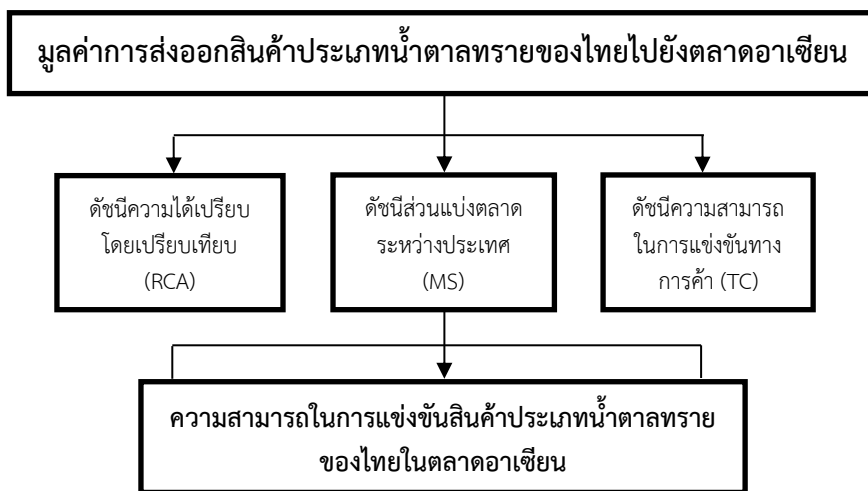 มูลค่าการส่งออกสินค้าประเภทน้ำตาลทรายของไทยไปยังตลาดอาเซียน
ดัชนีความได้เปรียบ
โดยเปรียบเทียบ
(RCA)
ดัชนีส่วนแบ่งตลาด
ระหว่างประเทศ
(MS)
ดัชนีความสามารถ
ในการแข่งขันทาง
การค้า (TC)
ความสามารถในการแข่งขันสินค้าประเภทน้ำตาลทราย
ของไทยในตลาดอาเซียน